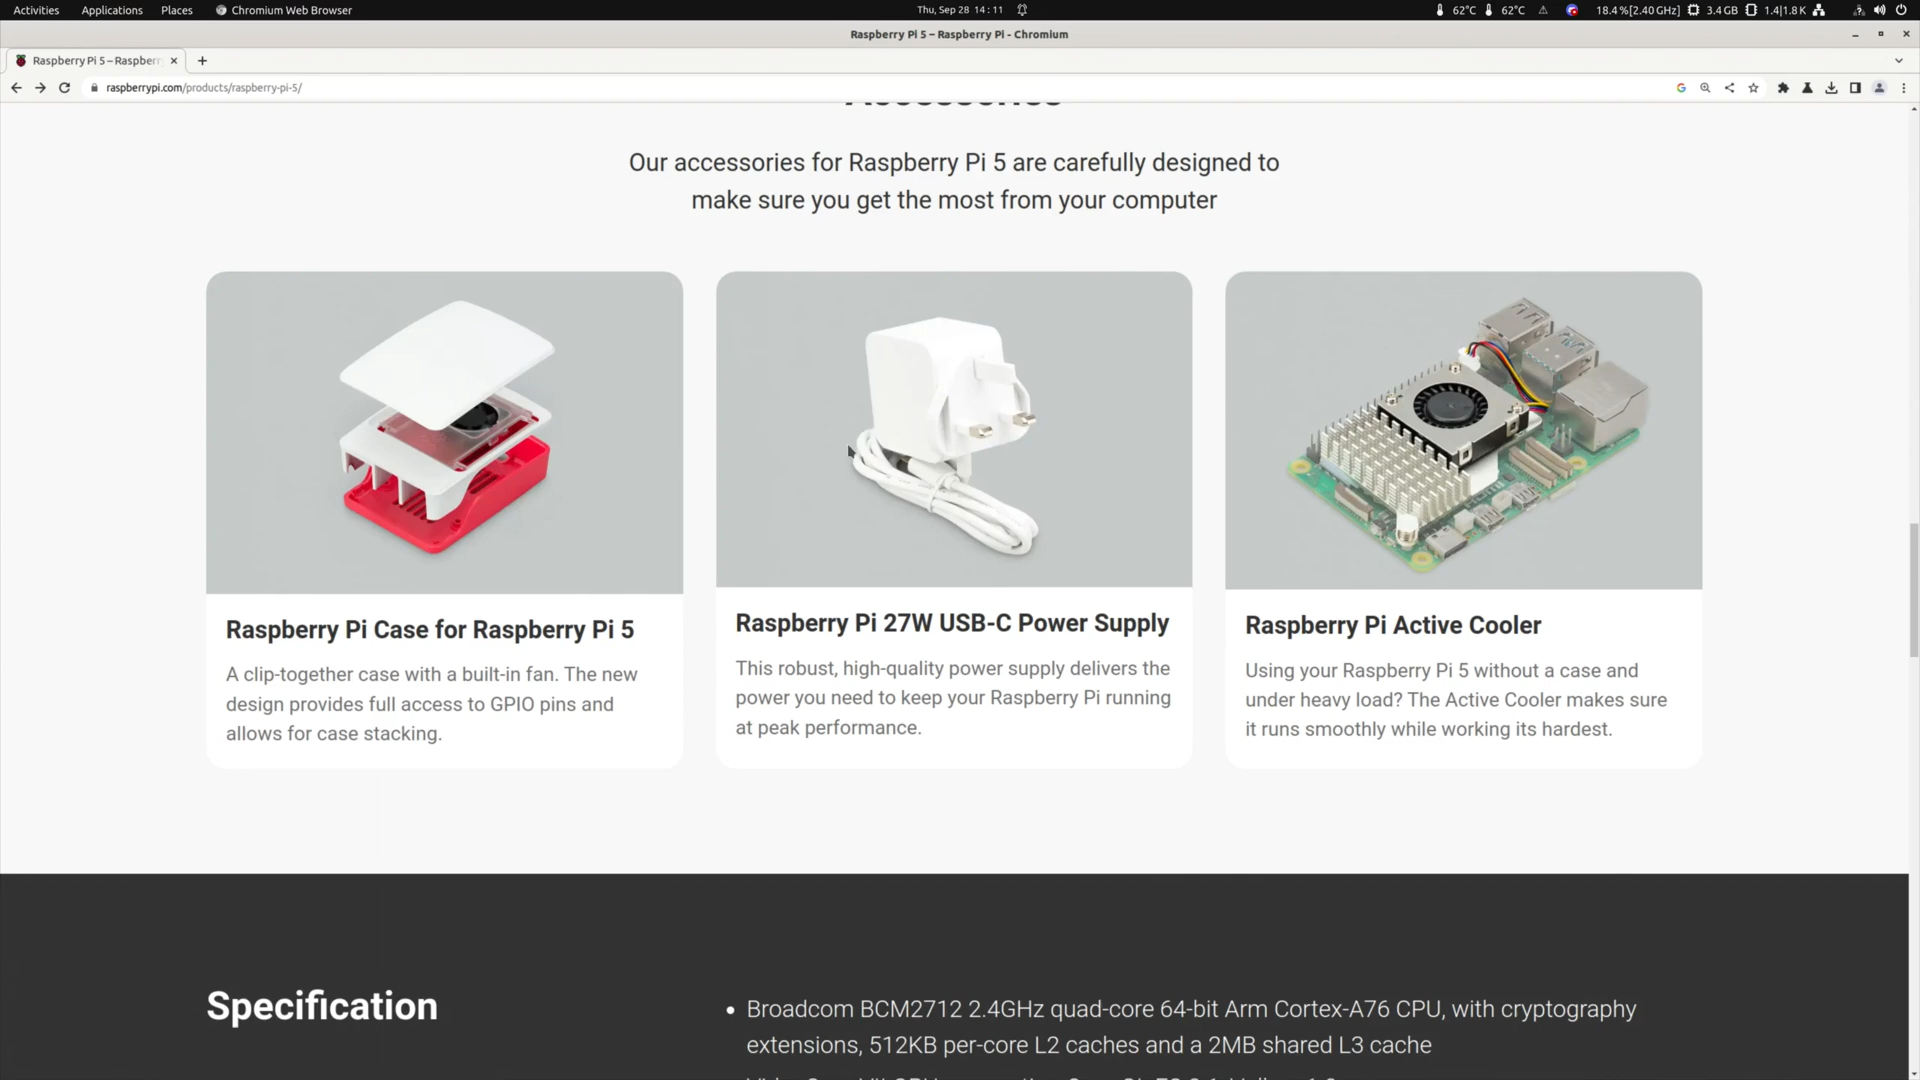 Activities Applications Places Chromium Web Browser Thu, Sep 28 14:11 62°C 62°C 18.4%[2.40 GHz] 3.4 GB 1.4|1.8 K
Raspberry Pi 5 – Raspberry Pi - Chromium
Raspberry Pi 5 – Raspber
raspberrypi.com/products/raspberry-pi-5/
Accessories
Our accessories for Raspberry Pi 5 are carefully designed to
make sure you get the most from your computer
Raspberry Pi Case for Raspberry Pi 5
A clip-together case with a built-in fan. The new
design provides full access to GPIO pins and
allows for case stacking.
Raspberry Pi 27W USB-C Power Supply
This robust, high-quality power supply delivers the
power you need to keep your Raspberry Pi running
at peak performance.
Raspberry Pi Active Cooler
Using your Raspberry Pi 5 without a case and
under heavy load? The Active Cooler makes sure
it runs smoothly while working its hardest.
Specification
Broadcom BCM2712 2.4GHz quad-core 64-bit Arm Cortex-A76 CPU, with cryptography
extensions, 512KB per-core L2 caches and a 2MB shared L3 cache